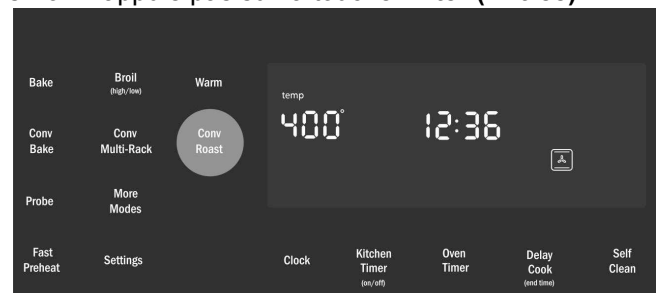 Bake
Broil
(high/low)
Warm
temp
400°
12:36
Conv
Bake
Conv
Multi-Rack
Conv
Roast
Probe
More
Modes
Fast
Preheat
Settings
Clock
Kitchen
Timer
(on/off)
Oven
Timer
Delay
Cook
(end time)
Self
Clean